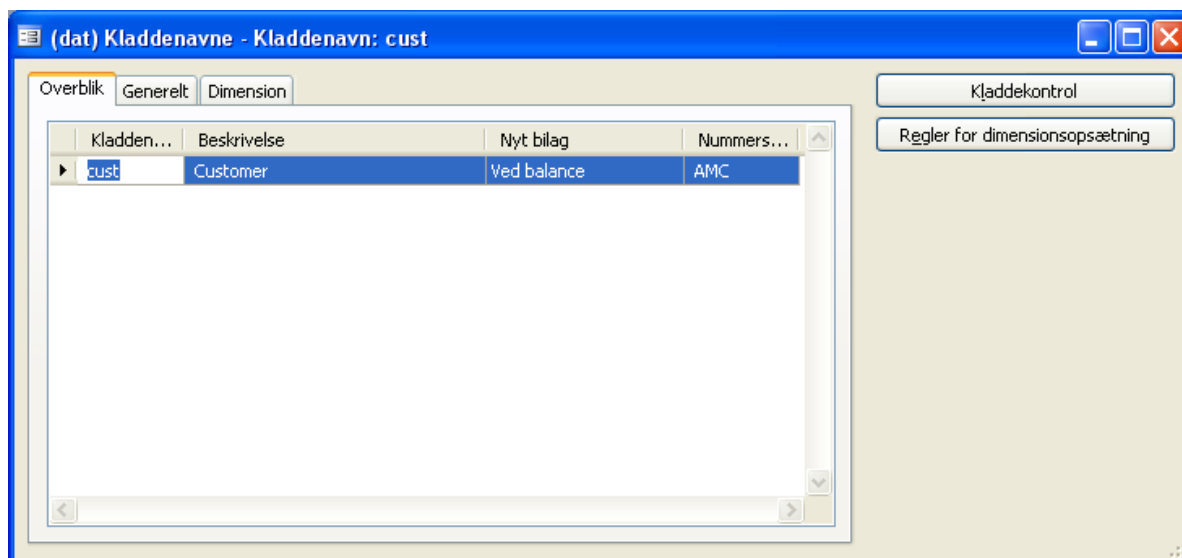 (dat) Kladdenavne - Kladdenavn: cust
Overblik Generelt Dimension
Kladdekontrol
Regler for dimensionsopsætning
Kladden... Beskrivelse Nyt bilag Nummers...
cust Customer Ved balance AMC